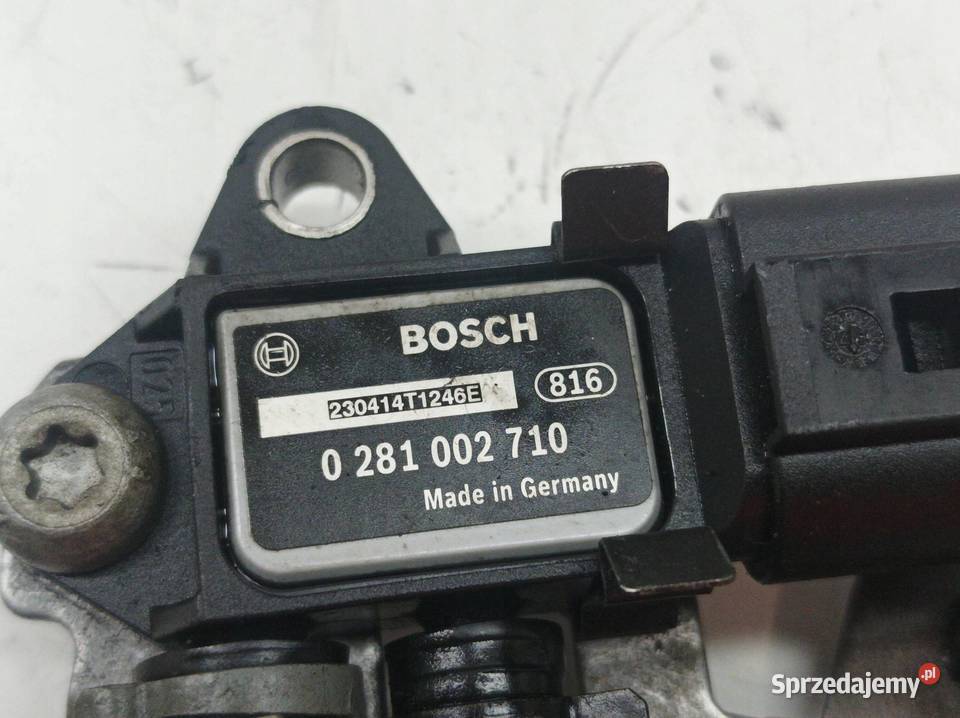 BOSCH
230414T1246E
816
0 281 002 710
Made in Germany
Sprzedajemy.pl